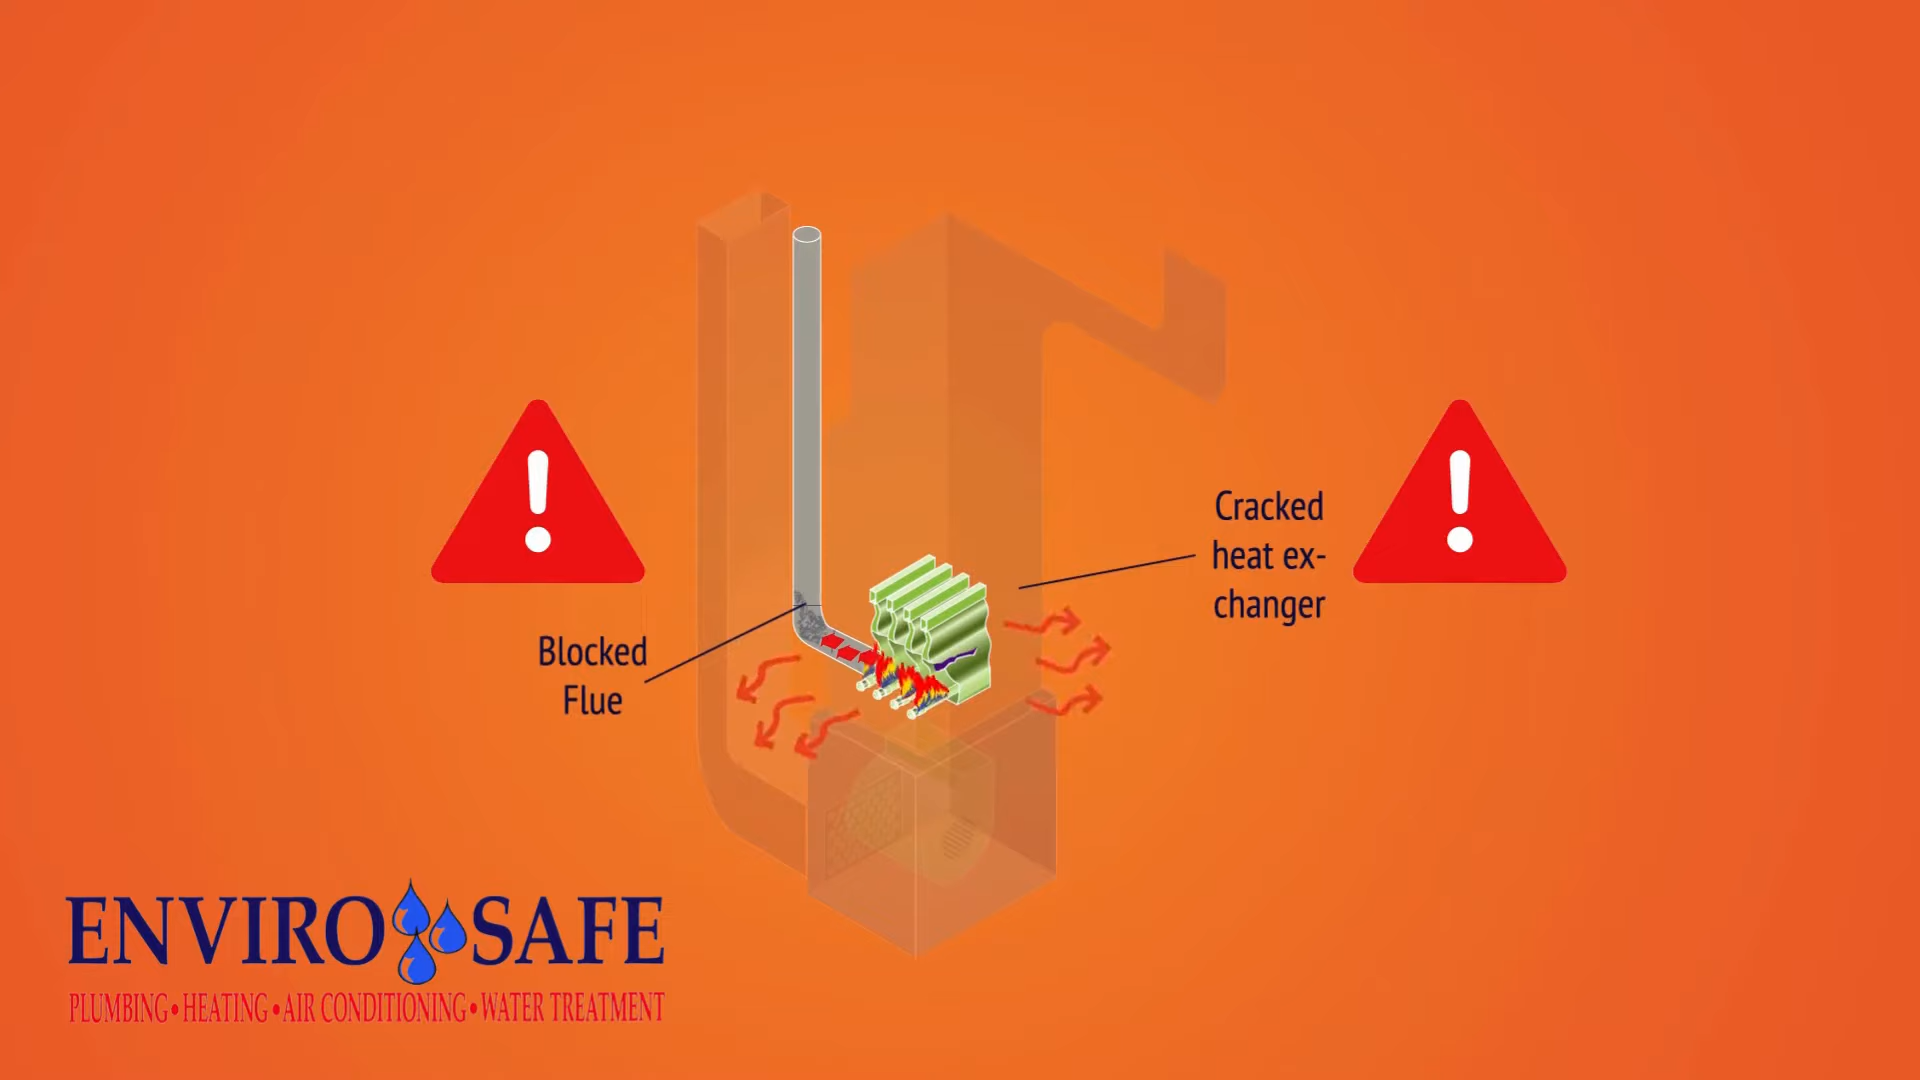 Cracked
heat ex-
changer
Blocked
Flue
ENVIRO SAFE
PLUMBING•HEATING•AIR CONDITIONING•WATER TREATMENT